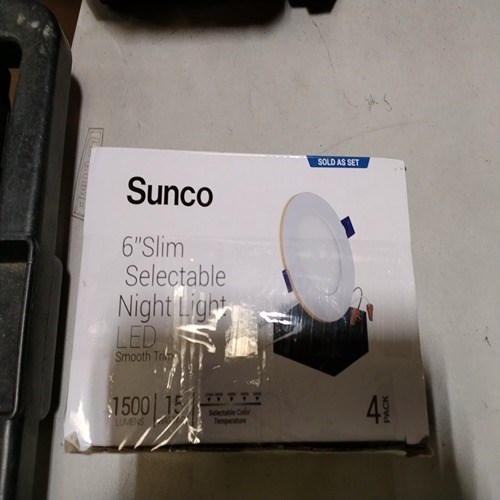 SOLD AS SET
Sunco
6"Slim
Selectable
Night Light
LED
Smooth Trim
1500 15
LUMENS
Selectable Color
Temperature
4 PACK